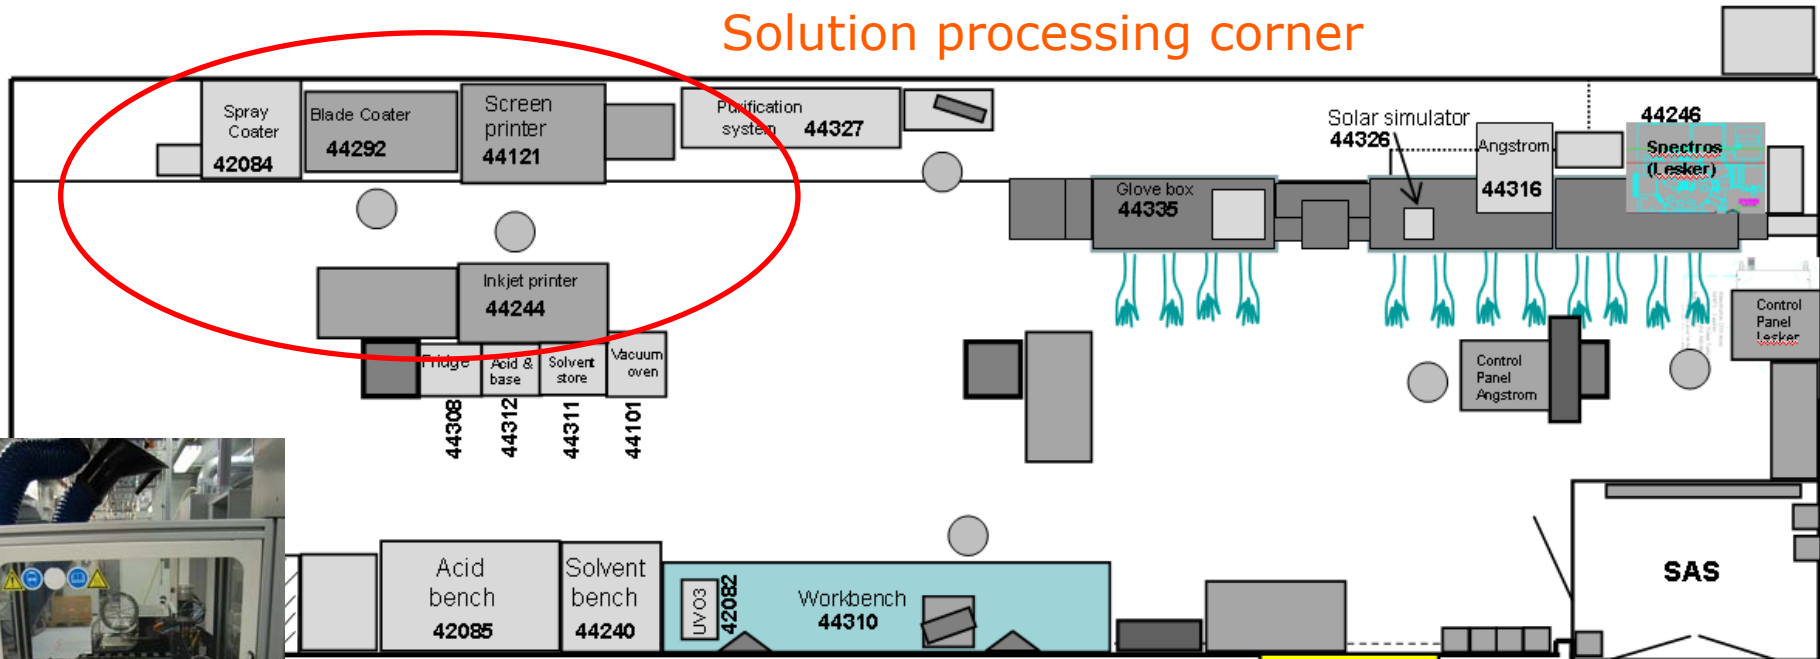 Solution processing corner
Spray
Coater
42084
Blade Coater
44292
Screen
printer
44121
Purification
system 44327
Solar simulator
44326
Angstrom
44316
44246
Spectros
(Lesker)
Glove box
44335
Inkjet printer
44244
Fridge
44308
Acid &
base
44312
Solvent
store
44311
Vacuum
oven
44101
Control
Panel
Angstrom
Control
Panel
Lesker
Acid
bench
42085
Solvent
bench
44240
UVO3
42082
Workbench
44310
SAS